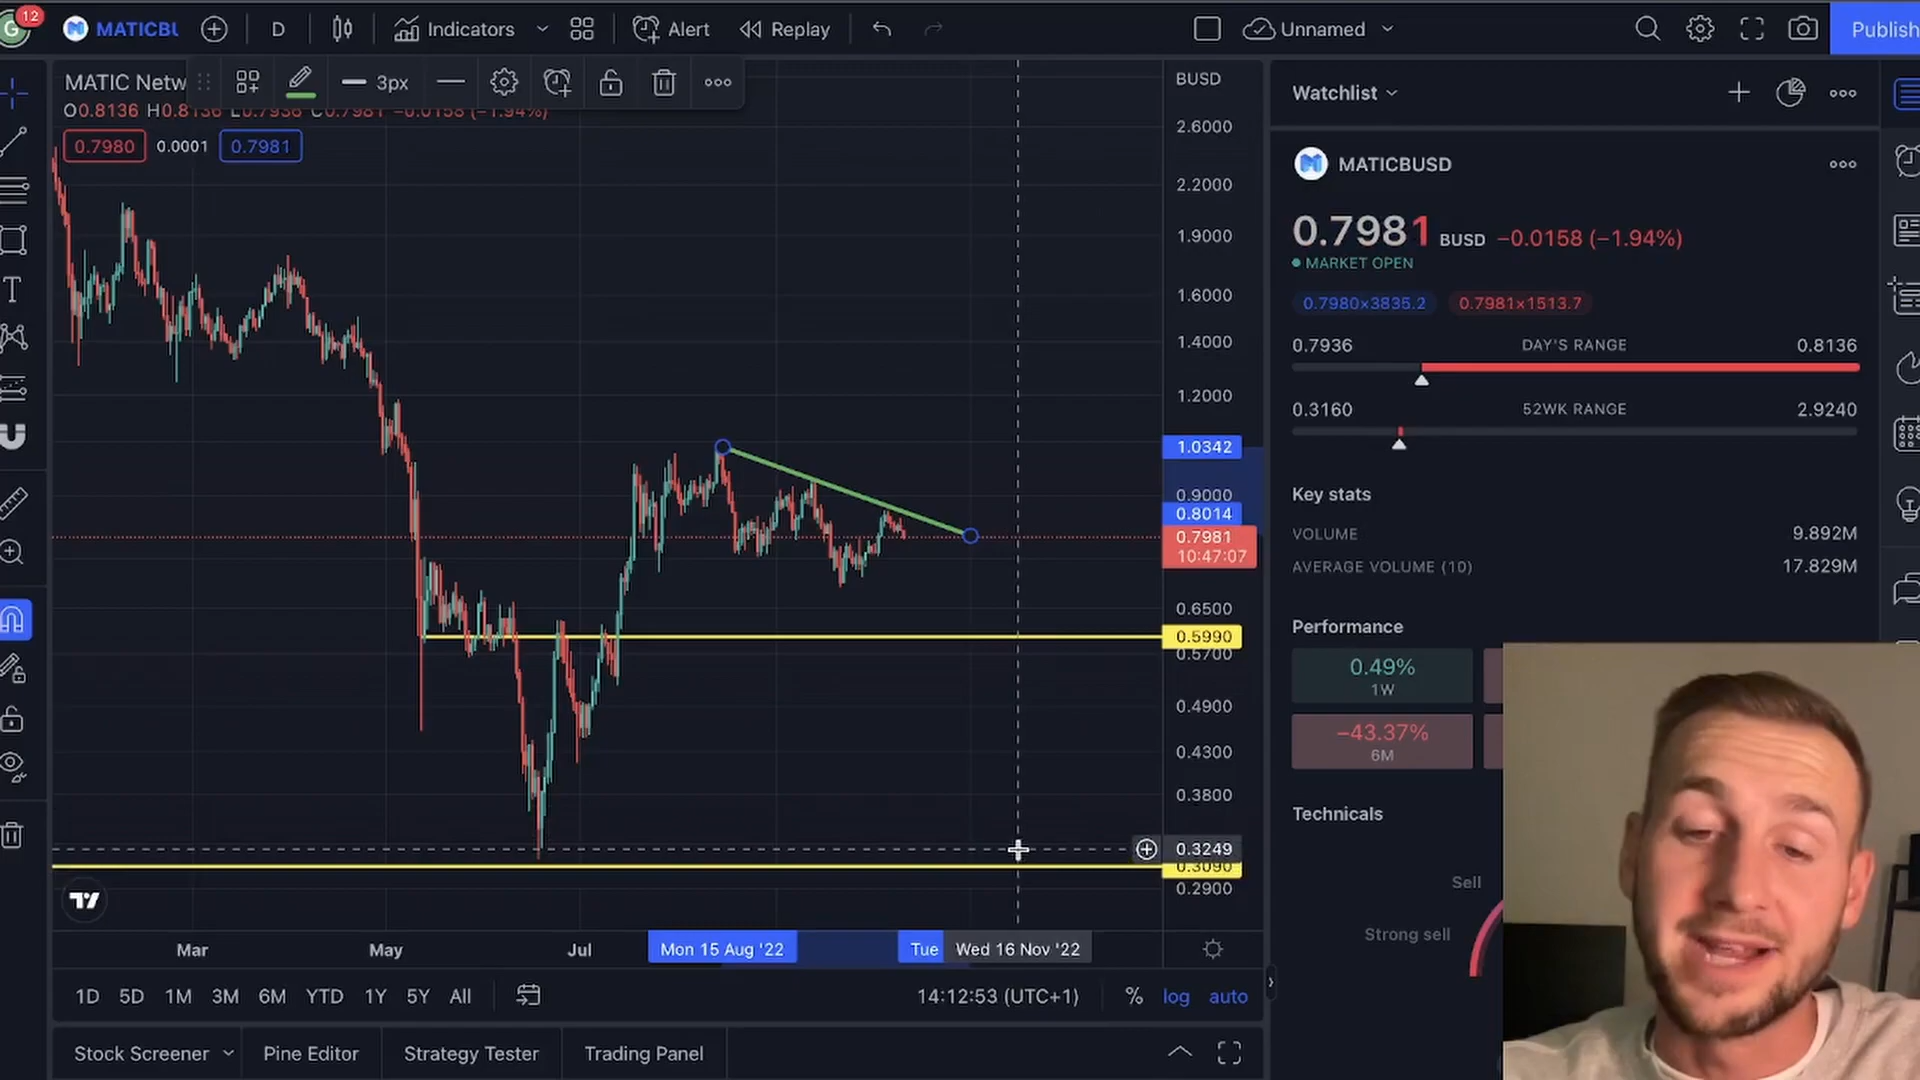 G 12
MATICBU D Indicators Alert Replay Unnamed Publish
MATIC Netw 3px BUSD
O0.8136 H0.8136 L0.7936 C0.7981 −0.0158 (−1.94%)
0.7980 0.0001 0.7981
2.6000
2.2000
1.9000
1.6000
1.4000
1.2000
1.0342
0.9000
0.8014
0.7981
10:47:07
0.6500
0.5990
0.5700
0.4900
0.4300
0.3800
0.3249
0.3090
0.2900
Mar May Jul Mon 15 Aug '22 Tue Wed 16 Nov '22
1D 5D 1M 3M 6M YTD 1Y 5Y All 14:12:53 (UTC+1) % log auto
Stock Screener Pine Editor Strategy Tester Trading Panel
Watchlist
MATICBUSD
0.7981 BUSD −0.0158 (−1.94%)
MARKET OPEN
0.7980×3835.2 0.7981×1513.7
0.7936 DAY'S RANGE 0.8136
0.3160 52WK RANGE 2.9240
Key stats
VOLUME 9.892M
AVERAGE VOLUME (10) 17.829M
Performance
0.49%
1W
−43.37%
6M
Technicals
Sell
Strong sell